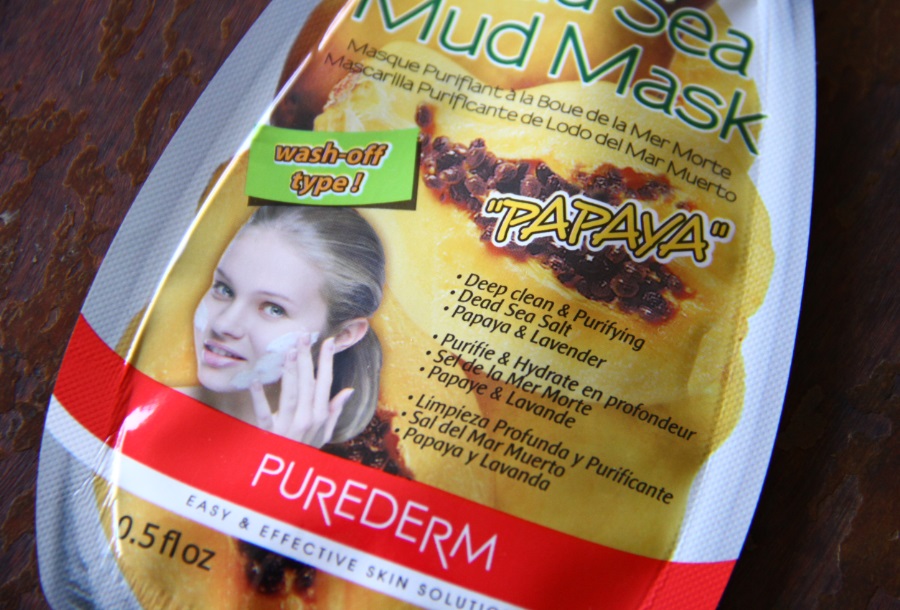 Sea
Mud Mask
Masque Purifiant à la Boue de la Mer Morte
Mascarilla Purificante de Lodo del Mar Muerto
wash-off
type !
"PAPAYA"
• Deep clean & Purifying
• Dead Sea Salt
• Papaya & Lavender
• Purifie & Hydrate en profondeur
• Sel de la Mer Morte
• Papaye & Lavande
• Limpieza Profunda y Purificante
• Sal del Mar Muerto
• Papaya y Lavanda
PUREDERM
EASY & EFFECTIVE SKIN
0.5 fl oz